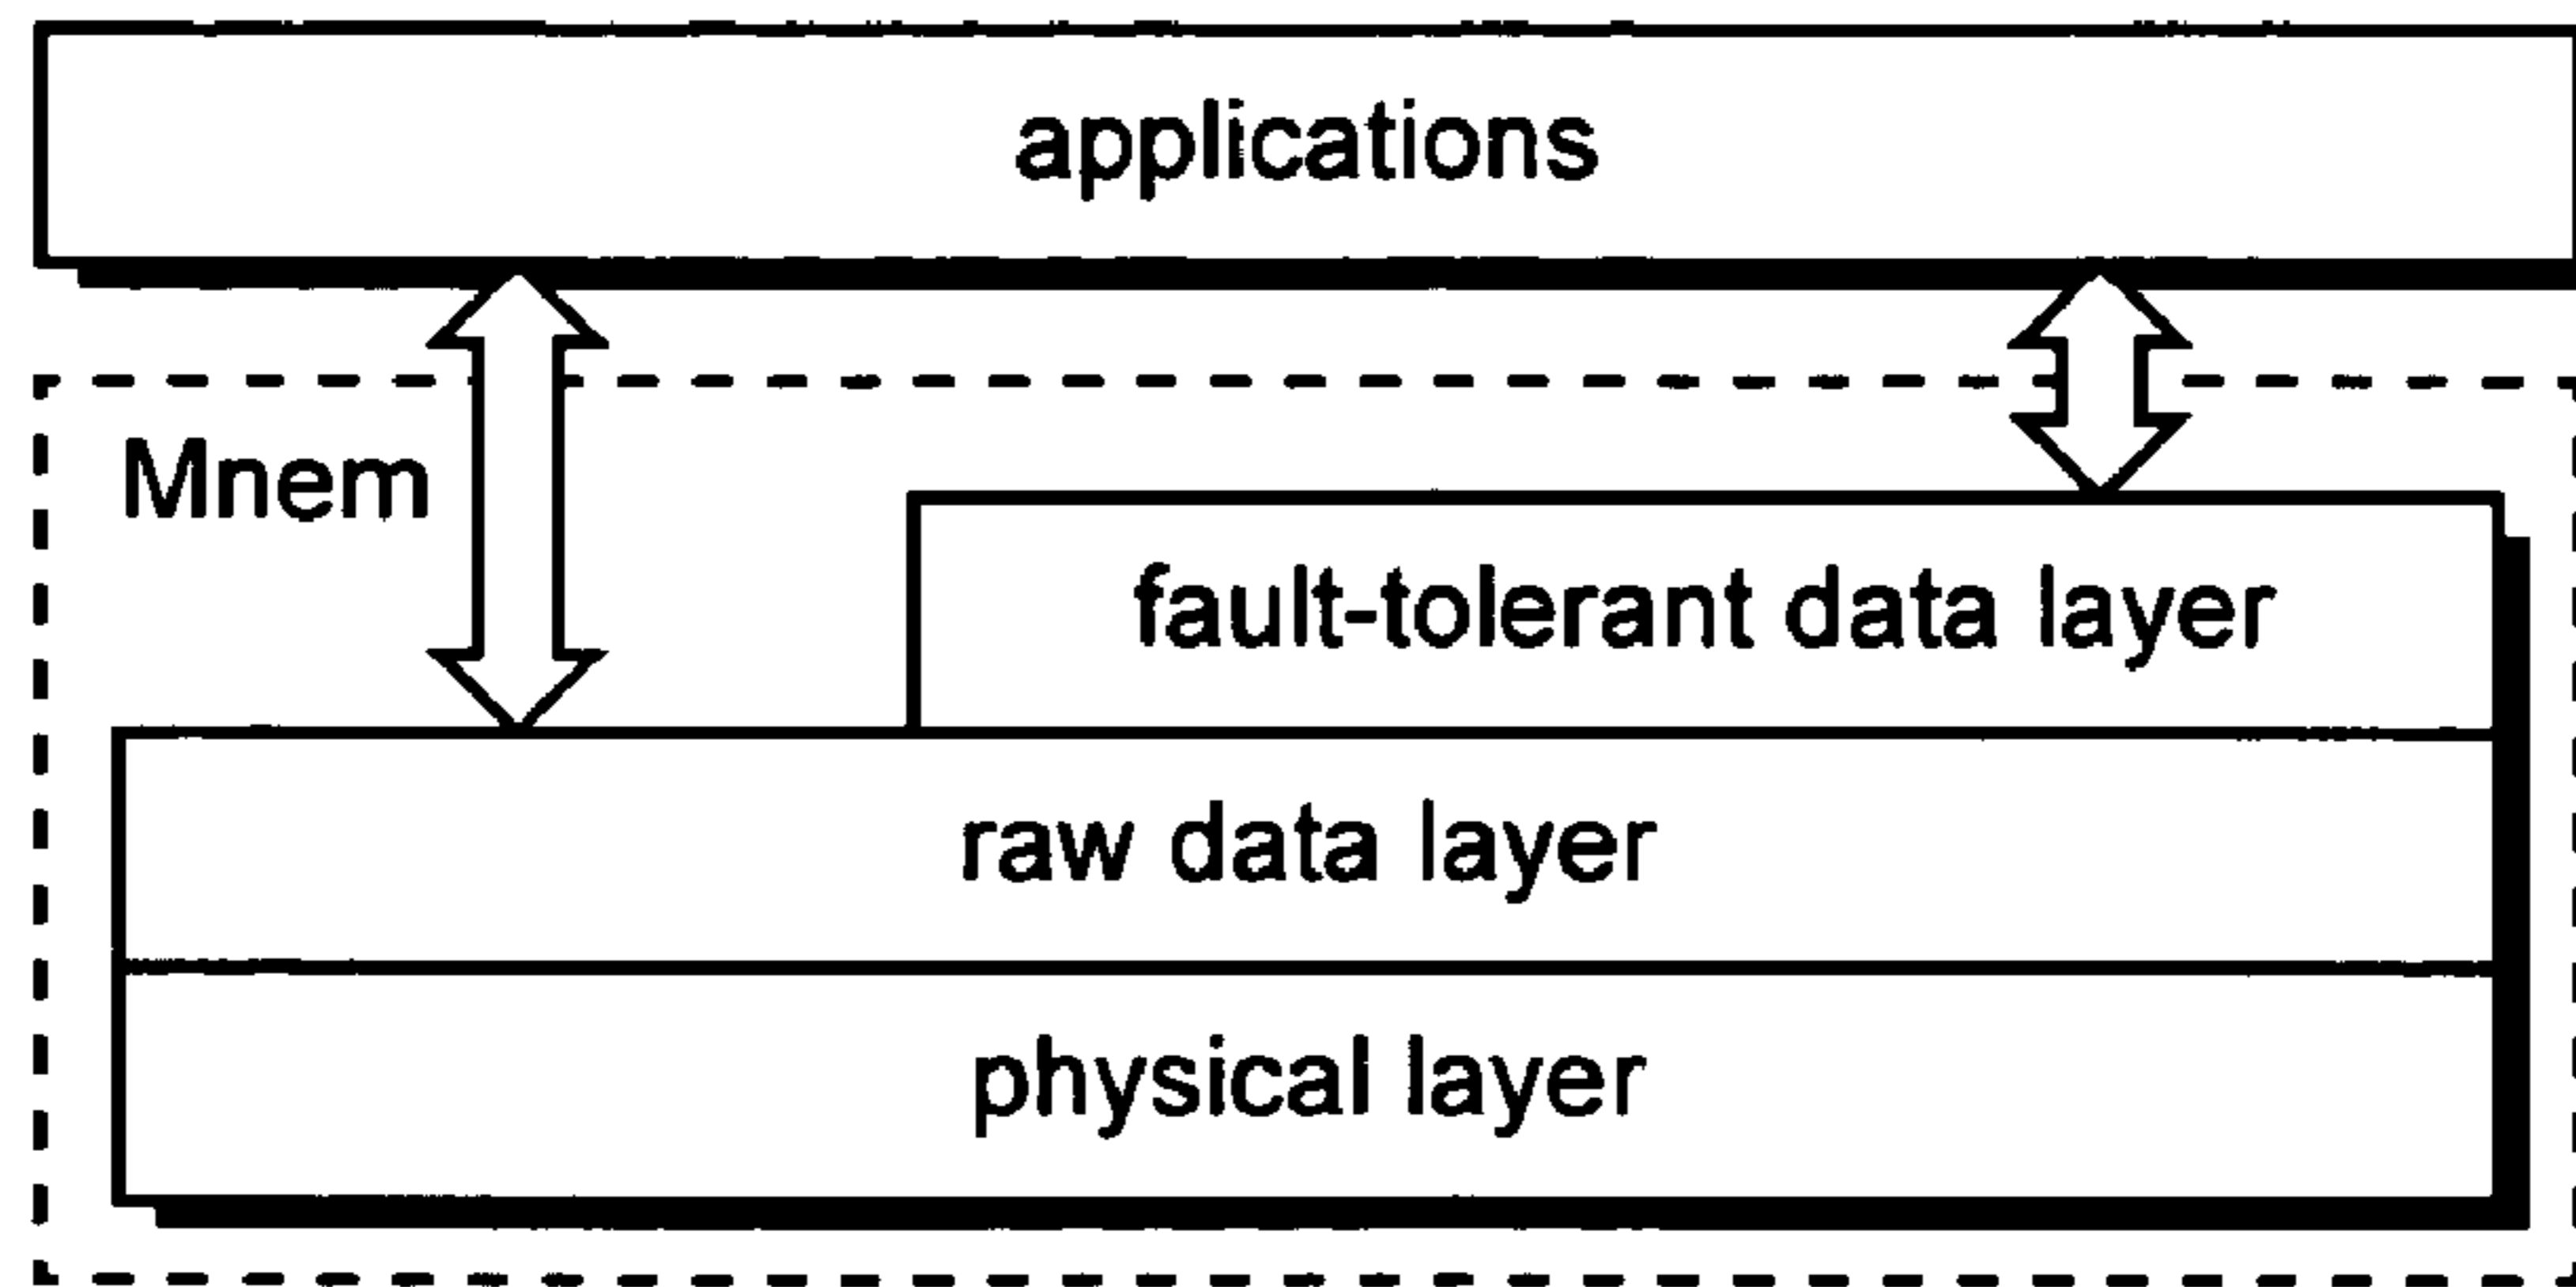 applications
Mnem
fault-tolerant data layer
raw data layer
physical layer